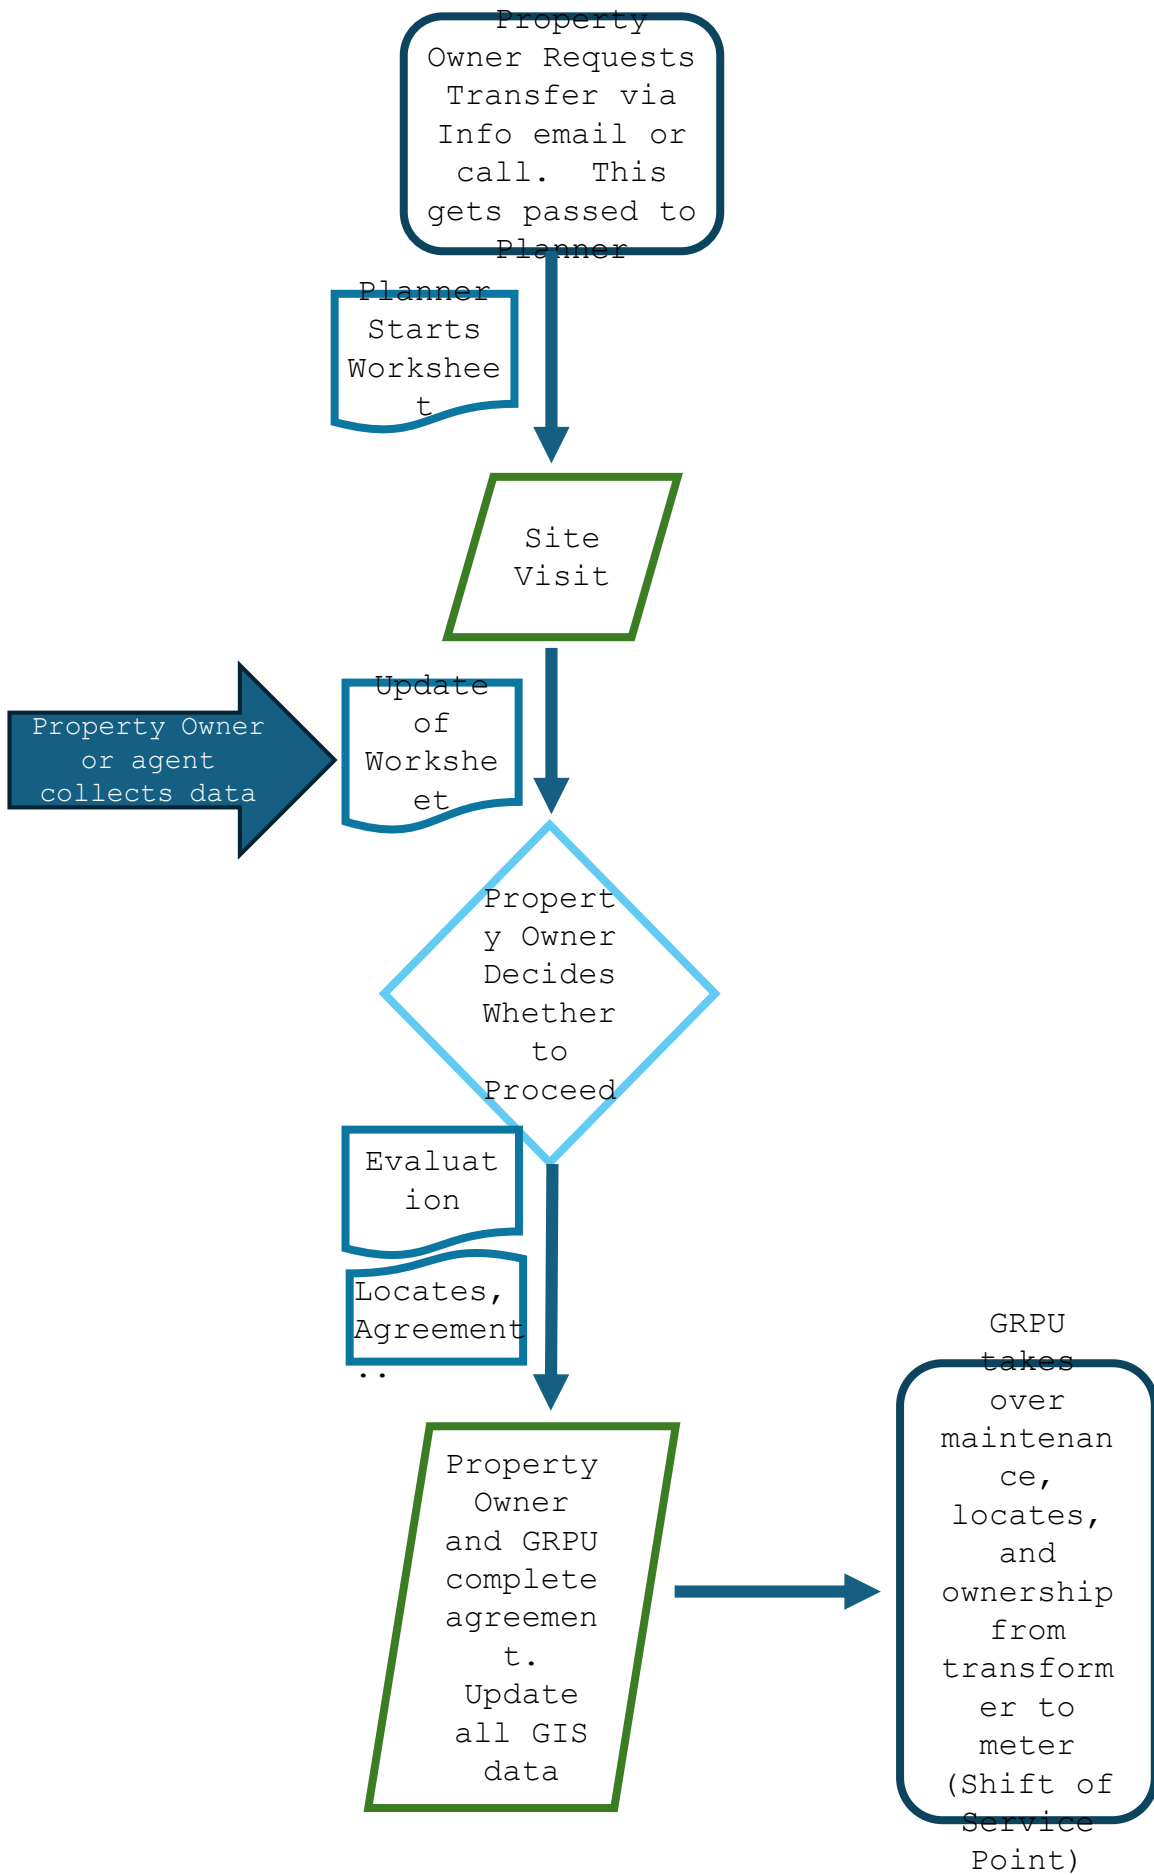 Property
Owner Requests
Transfer via
Info email or
call.  This
gets passed to
Planner
Planner
Starts
Workshee
t
Site
Visit
Property Owner
or agent
collects data
Update
of
Workshe
et
Propert
y Owner
Decides
Whether
to
Proceed
Evaluat
ion
Locates,
Agreement
..
Property
Owner
and GRPU
complete
agreemen
t.
Update
all GIS
data
GRPU
takes
over
maintenan
ce,
locates,
and
ownership
from
transform
er to
meter
(Shift of
Service
Point)